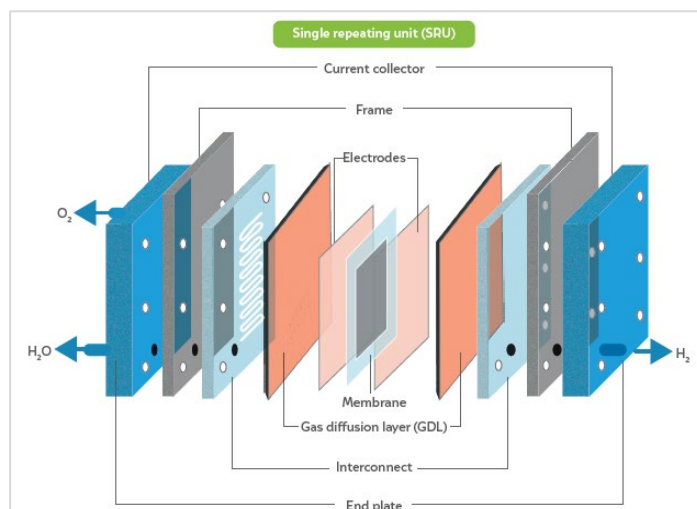 Single repeating unit (SRU)
Current collector
Frame
Electrodes
O₂
H₂O
H₂
Membrane
Gas diffusion layer (GDL)
Interconnect
End plate